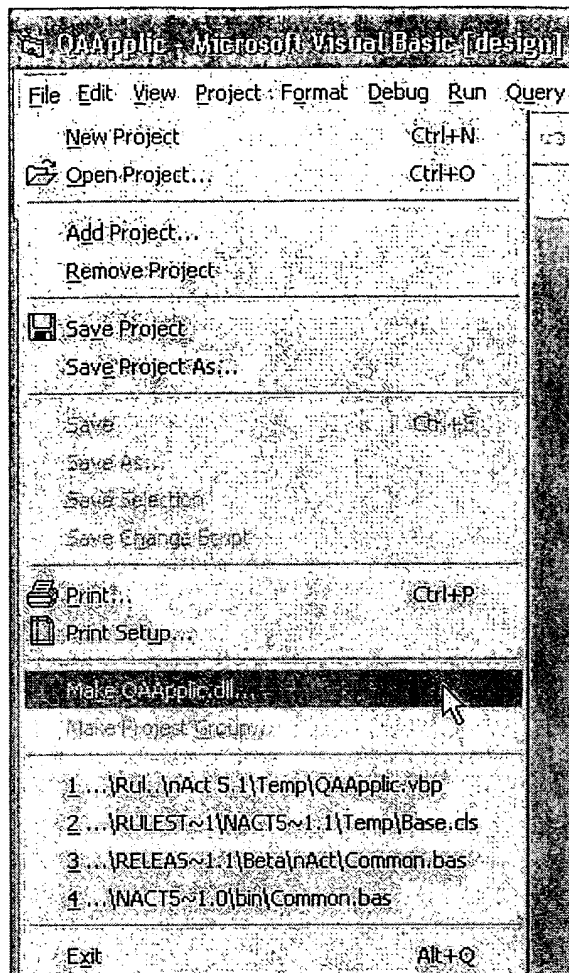 QAApplic - Microsoft Visual Basic [design]
File Edit View Project Format Debug Run Query
New Project Ctrl+N
Open Project... Ctrl+O
Add Project...
Remove Project
Save Project
Save Project As...
Save Ctrl+S
Save As...
Save Selection
Save Change Script
Print... Ctrl+P
Print Setup...
Make QAApplic.dll...
Make Project Group...
1 ...\Rul..\nAct 5.1\Temp\QAApplic.vbp
2 ...\RULEST~1\NACT5~1.1\Temp\Base.cls
3 ...\RELEAS~1.1\Beta\nAct\Common.bas
4 ...\NACT5~1.0\bin\Common.bas
Exit Alt+Q